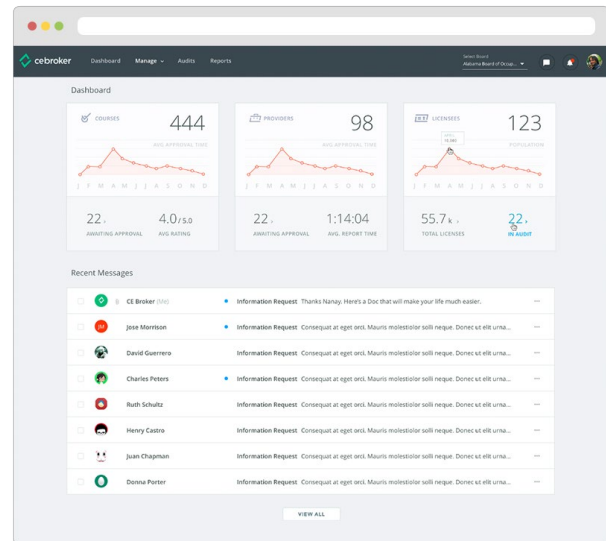 cebroker Dashboard Manage Audits Reports Select Board
Alabama Board of Occup...
Dashboard
COURSES 444
AVG APPROVAL TIME
J F M A M J J A S O N D
22 4.0 / 5.0
AWAITING APPROVAL AVG RATING
PROVIDERS 98
AVG APPROVAL TIME
J F M A M J J A S O N D
22 1:14:04
AWAITING APPROVAL AVG. REPORT TIME
LICENSEES 123
POPULATION
J F M A M J J A S O N D
55.7 k 22
TOTAL LICENSES IN AUDIT
Recent Messages
CE Broker (Me) Information Request Thanks Nanay. Here's a Doc that will make your life much easier.
JM Jose Morrison Information Request Consequat at eget orci. Mauris molestiolor solli neque. Donec ut elit urna...
David Guerrero Information Request Consequat at eget orci. Mauris molestiolor solli neque. Donec ut elit urna...
Charles Peters Information Request Consequat at eget orci. Mauris molestiolor solli neque. Donec ut elit urna...
Ruth Schultz Information Request Consequat at eget orci. Mauris molestiolor solli neque. Donec ut elit urna...
Henry Castro Information Request Consequat at eget orci. Mauris molestiolor solli neque. Donec ut elit urna...
Juan Chapman Information Request Consequat at eget orci. Mauris molestiolor solli neque. Donec ut elit urna...
Donna Porter Information Request Consequat at eget orci. Mauris molestiolor solli neque. Donec ut elit urna...
VIEW ALL